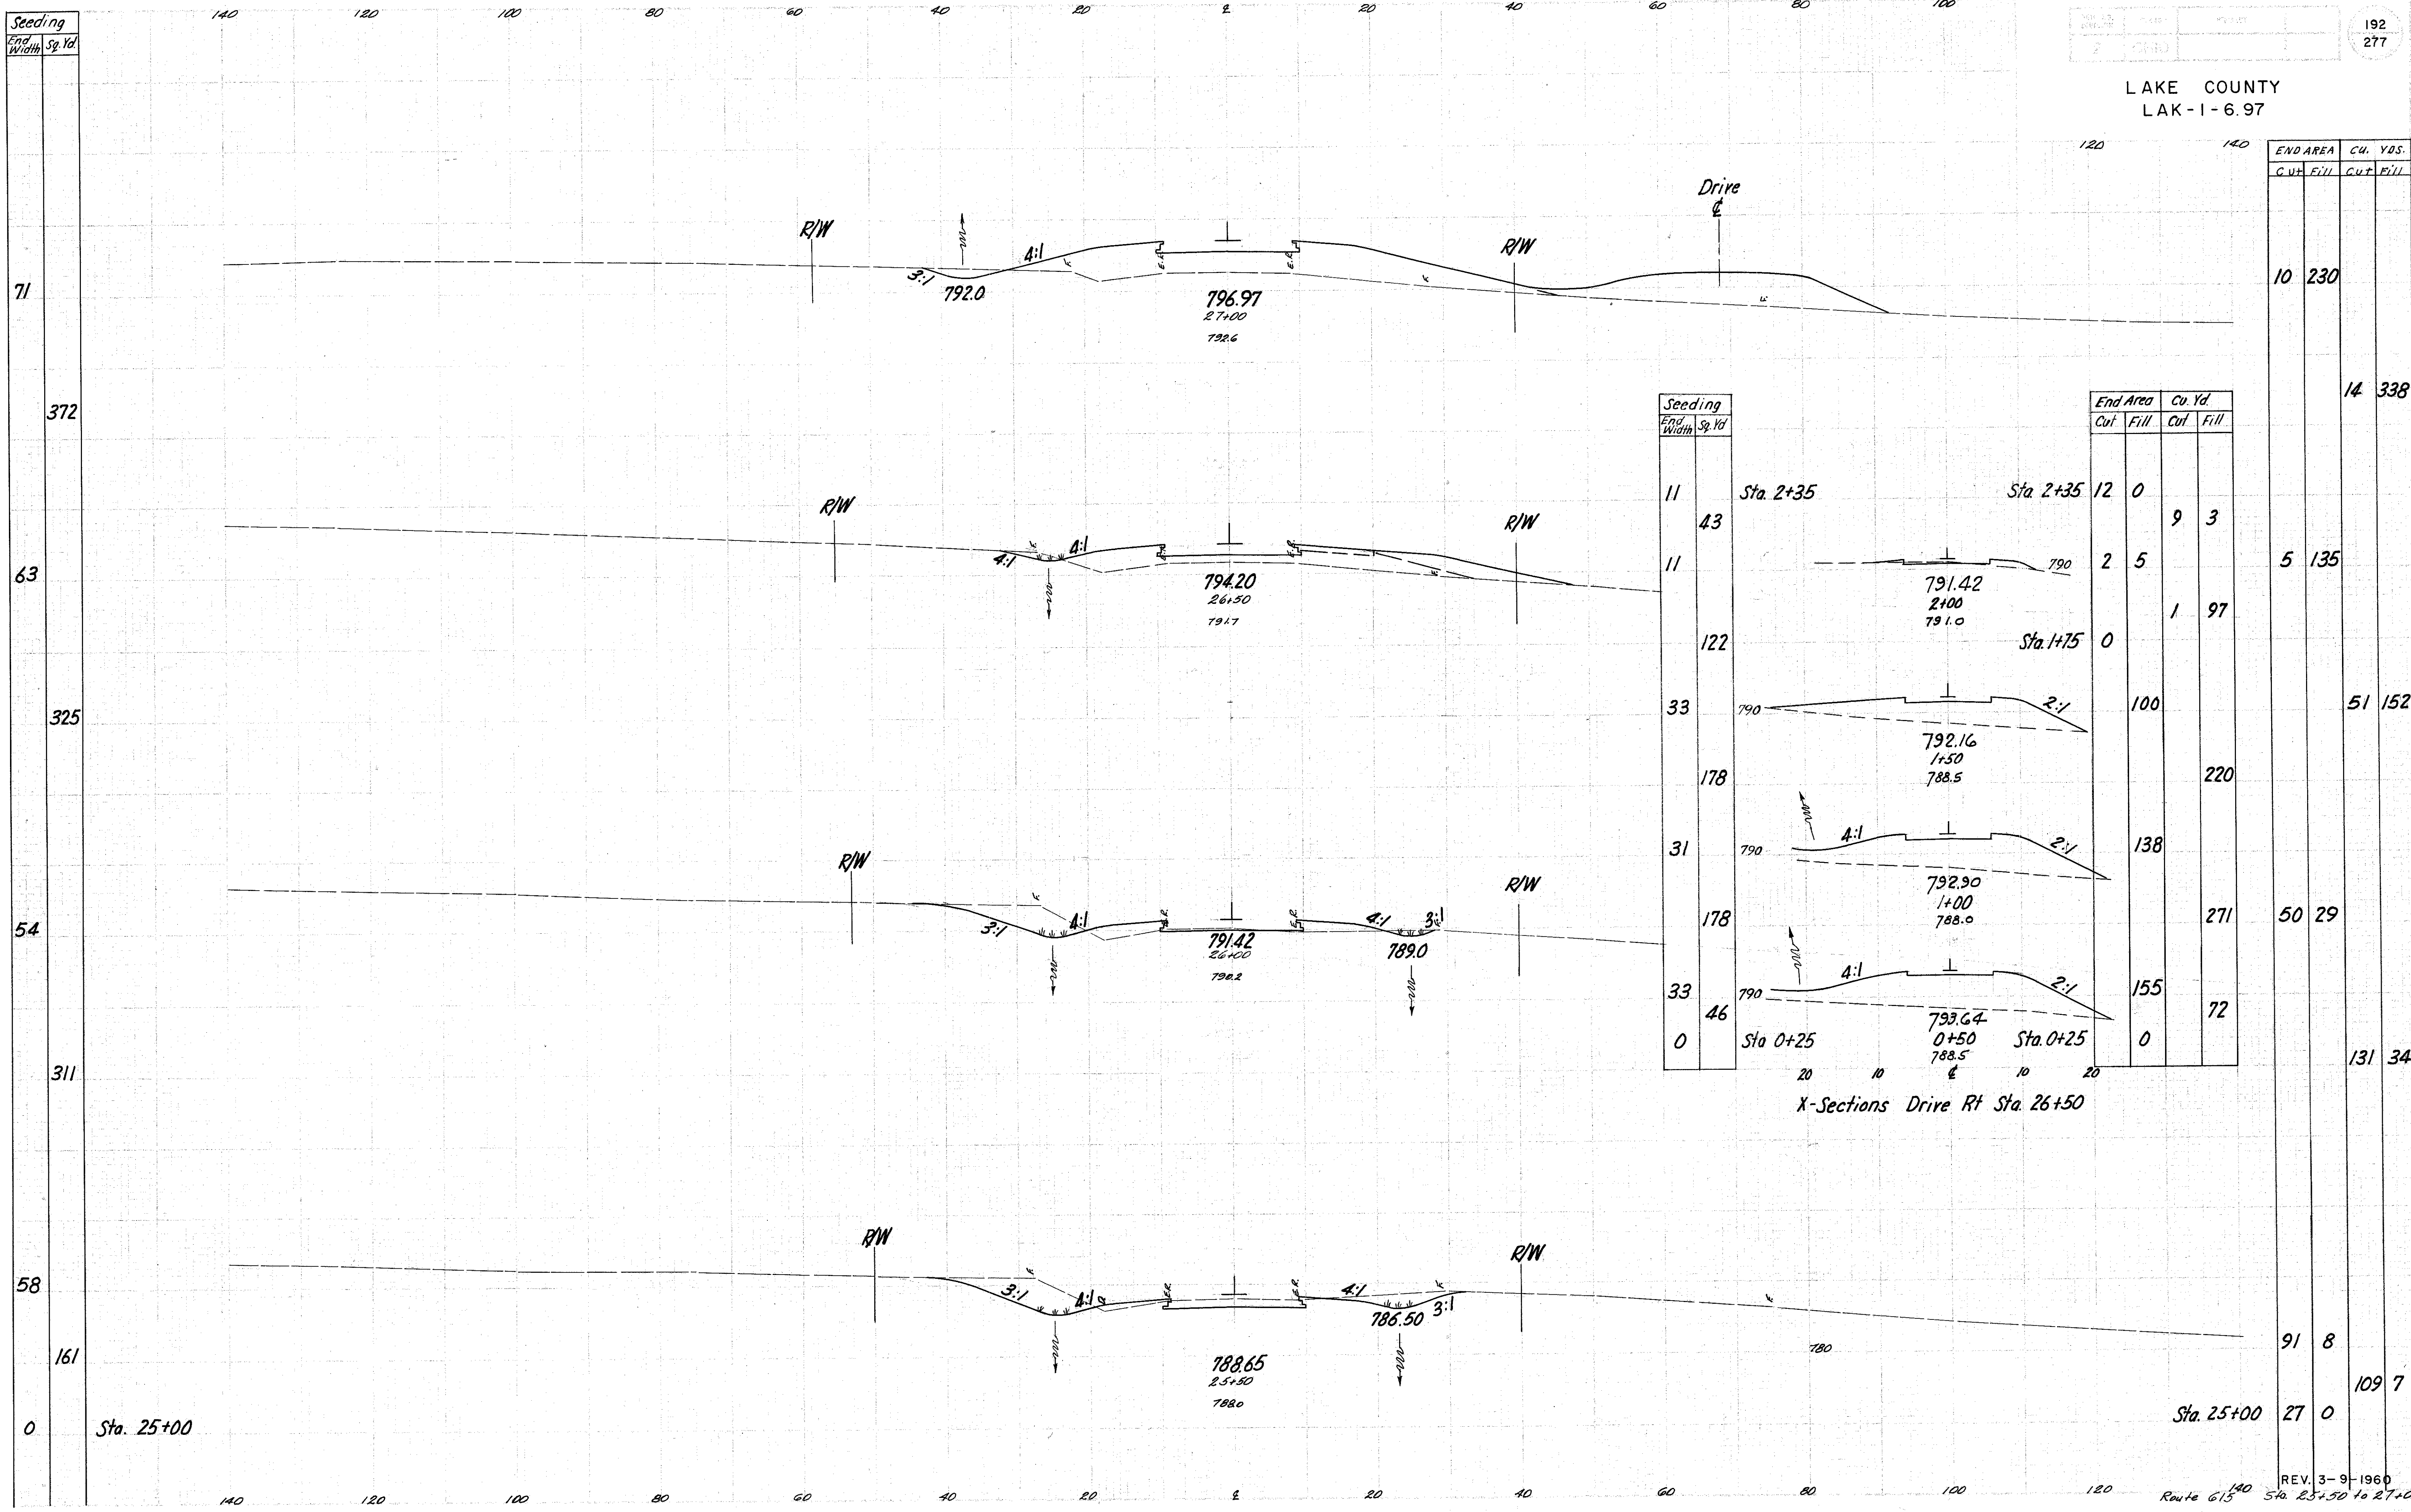 140 120 100 80 60 40 20 ℄ 20 40 60 80 100
Seeding
End Width Sq. Yd.
192
277
LAKE COUNTY
LAK-1-6.97
120 140
END AREA CU. YDS.
Cut Fill Cut Fill
Drive
℄
R/W 4:1 R/W
E.P. E.P.
71 3:1 792.0 796.97 10 230
27+00
792.6
372 14 338
Seeding
End Width Sq. Yd
End Area Cu. Yd.
Cut Fill Cut Fill
11 Sta. 2+35 Sta. 2+35 12 0
R/W R/W
43 9 3
4:1 4:1
63 11 790 2 5 5 135
794.20
26+50
791.7
791.42
2+00
791.0
1 97
122 Sta. 1+75 0
325 33 790 2:1 100 51 152
792.16
1+50
788.5
178 220
31 790 4:1 2:1 138
R/W R/W
792.90
1+00
788.0
54 3:1 4:1 4:1 3:1 178 271 50 29
791.42 789.0
26+00
790.2
33 790 4:1 2:1 155
46 793.64 72
0 Sta 0+25 0+50 Sta. 0+25 0
788.5
311 131 34
20 10 ℄ 10 20
X-Sections Drive Rt Sta. 26+50
R/W R/W
58 3:1 4:1 4:1 3:1
786.50
91 8
161 780
788.65
25+50
788.0
109 7
0 Sta. 25+00 Sta. 25+00 27 0
REV. 3-9-1960
140 120 100 80 60 40 20 ℄ 20 40 60 80 100 120 140
Route 615 Sta. 25+50 to 27+0